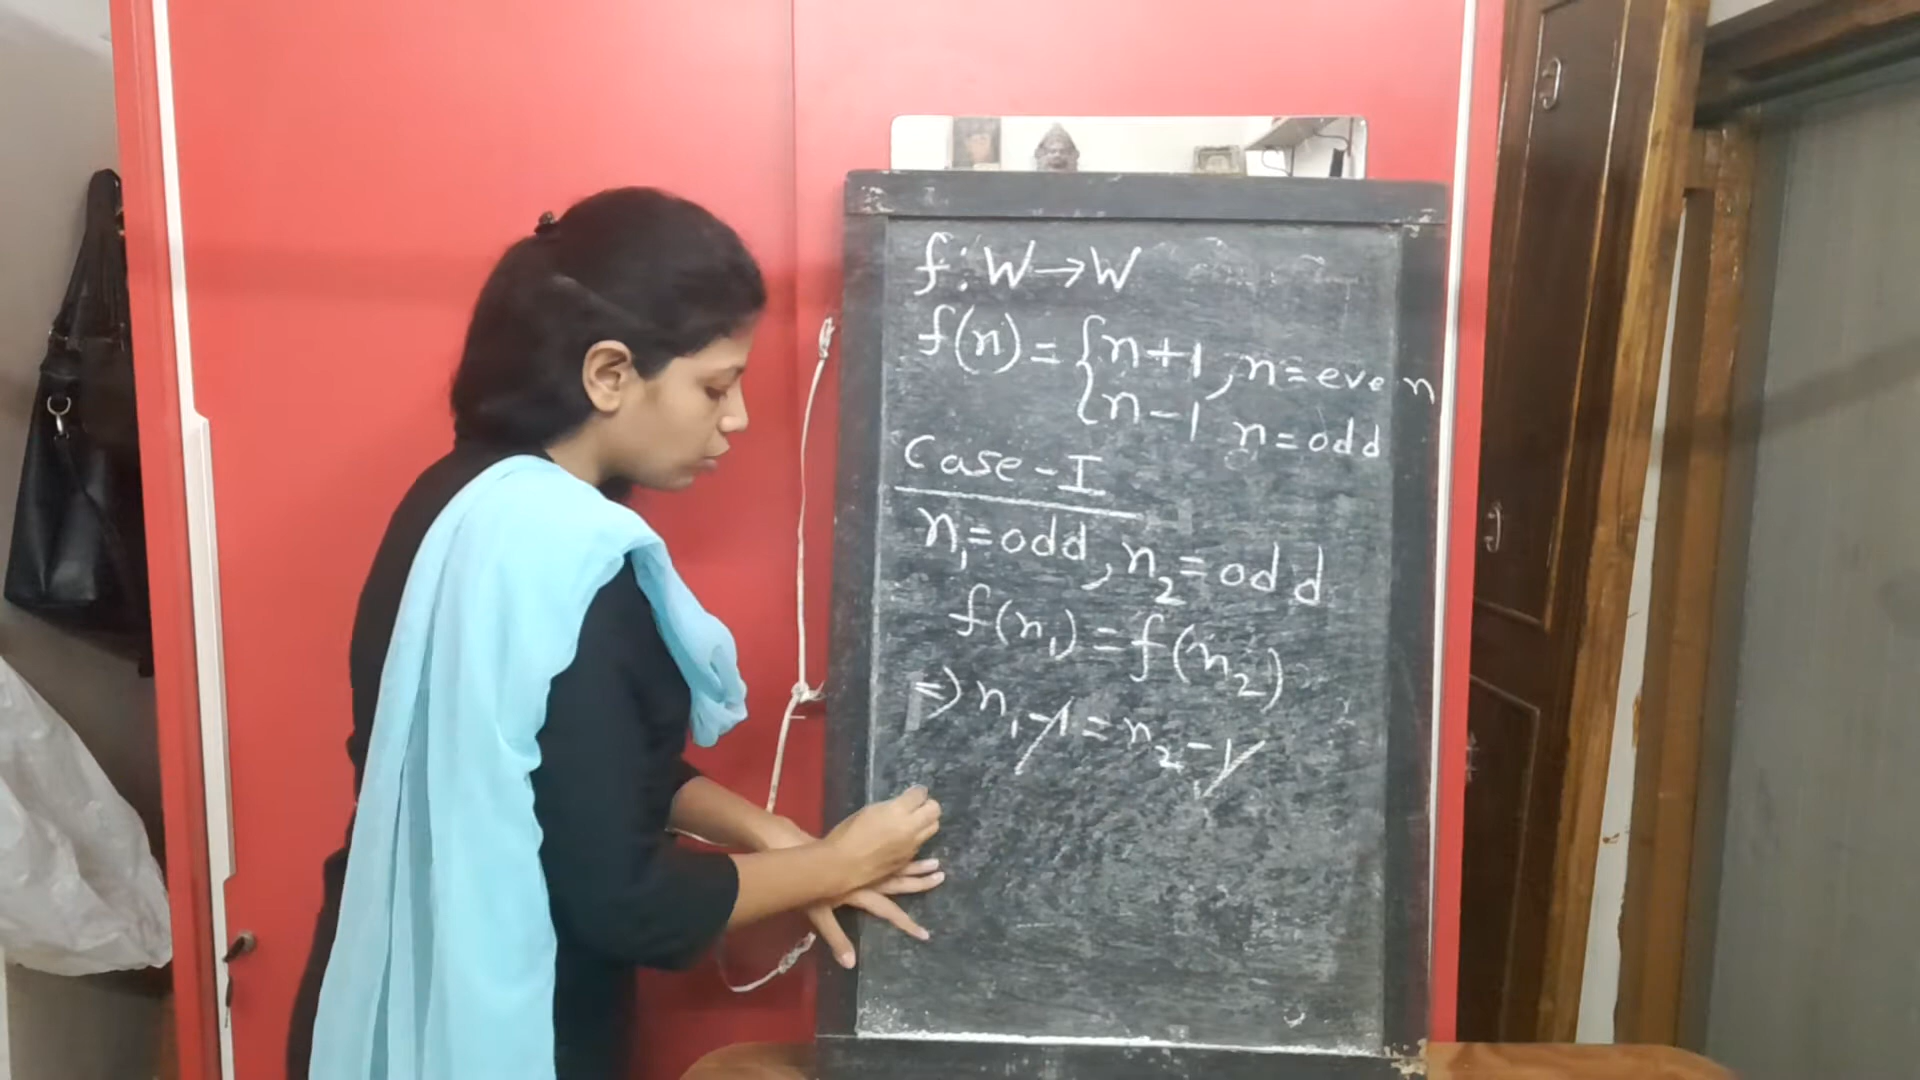 f: W→W
f(n) = { n+1, n = even
{ n-1 n = odd
Case-I
n₁ = odd, n₂ = odd
f(n₁) = f(n₂)
⇒ n₁-1 = n₂-1